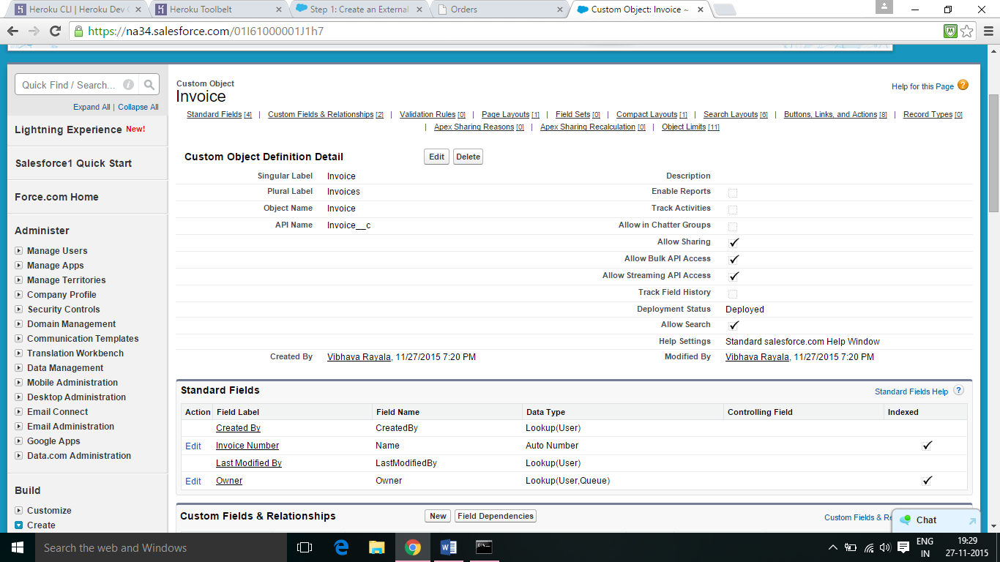 Heroku CLI | Heroku Dev C
Heroku Toolbelt
Step 1: Create an External
Orders
Custom Object: Invoice ~
https://na34.salesforce.com/01I61000001J1h7
Quick Find / Search...
Expand All | Collapse All
Lightning Experience New!
Salesforce1 Quick Start
Force.com Home
Administer
Manage Users
Manage Apps
Manage Territories
Company Profile
Security Controls
Domain Management
Communication Templates
Translation Workbench
Data Management
Mobile Administration
Desktop Administration
Email Connect
Email Administration
Google Apps
Data.com Administration
Build
Customize
Create
Custom Object
Invoice
Help for this Page
Standard Fields [4] | Custom Fields & Relationships [2] | Validation Rules [0] | Page Layouts [1] | Field Sets [0] | Compact Layouts [1] | Search Layouts [6] | Buttons, Links, and Actions [8] | Record Types [0]
| Apex Sharing Reasons [0] | Apex Sharing Recalculation [0] | Object Limits [11]
Custom Object Definition Detail Edit Delete
Singular Label Invoice Description
Plural Label Invoices Enable Reports
Object Name Invoice Track Activities
API Name Invoice__c Allow in Chatter Groups
Allow Sharing
Allow Bulk API Access
Allow Streaming API Access
Track Field History
Deployment Status Deployed
Allow Search
Help Settings Standard salesforce.com Help Window
Created By Vibhava Rayala, 11/27/2015 7:20 PM Modified By Vibhava Rayala, 11/27/2015 7:20 PM
Standard Fields Standard Fields Help ?
Action Field Label Field Name Data Type Controlling Field Indexed
Created By CreatedBy Lookup(User)
Edit Invoice Number Name Auto Number
Last Modified By LastModifiedBy Lookup(User)
Edit Owner Owner Lookup(User,Queue)
Custom Fields & Relationships New Field Dependencies Custom Fields & Re
Chat
Search the web and Windows
ENG 19:29
IN 27-11-2015